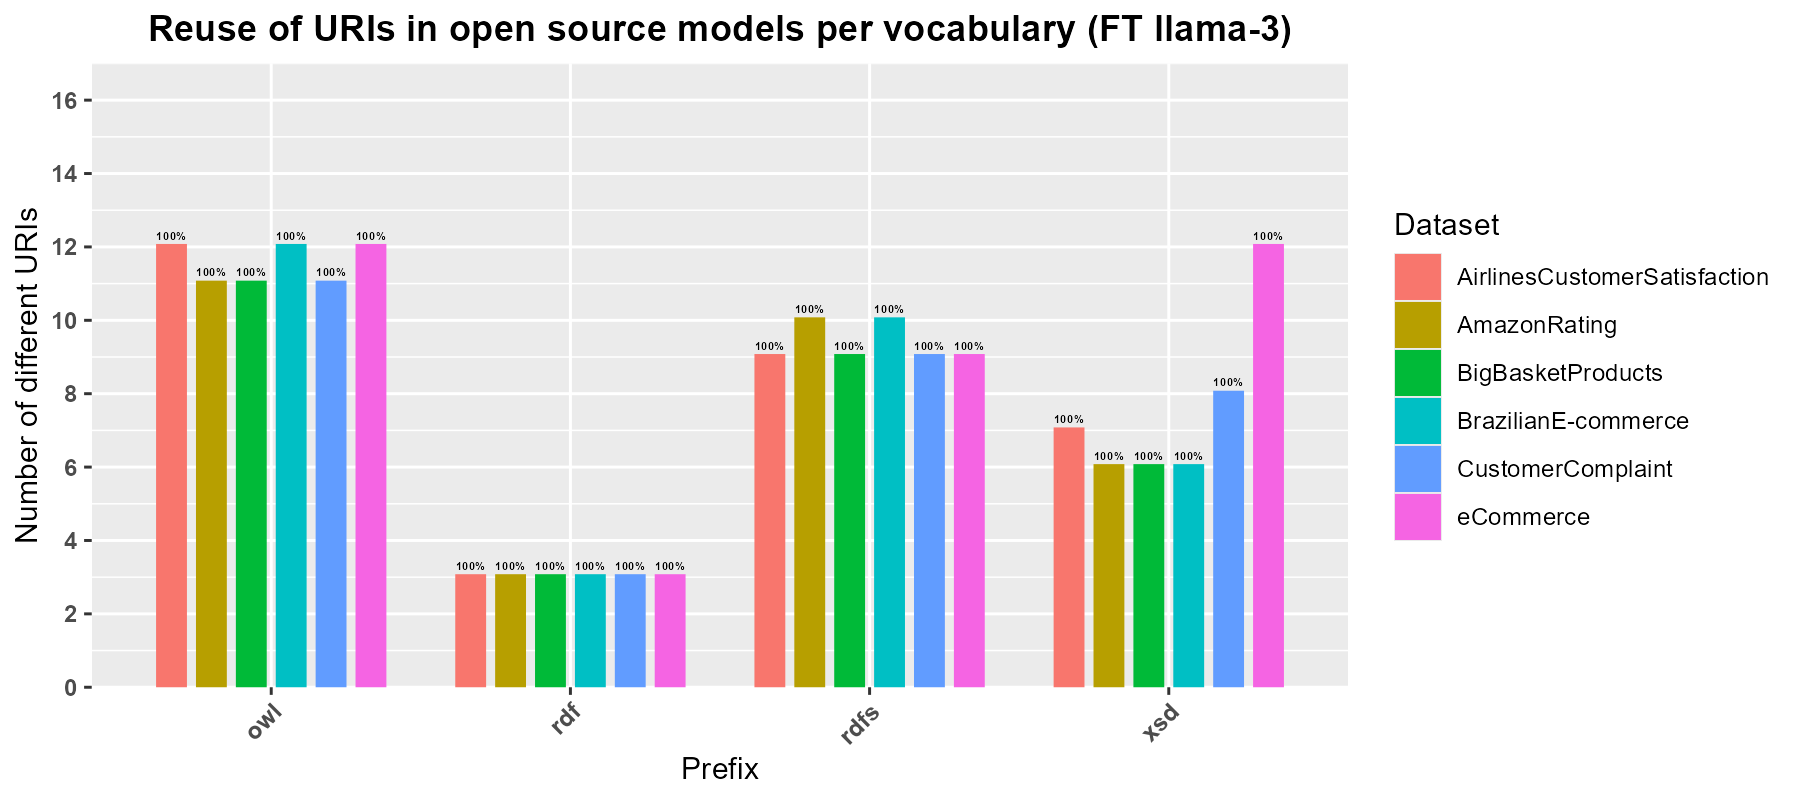 Reuse of URIs in open source models per vocabulary (FT llama-3)
Number of different URIs
16
14
12
10
8
6
4
2
0
100% 100% 100% 100% 100% 100%
100% 100% 100% 100% 100% 100%
100% 100% 100% 100% 100% 100%
100% 100% 100% 100% 100% 100%
owl rdf rdfs xsd
Prefix
Dataset
AirlinesCustomerSatisfaction
AmazonRating
BigBasketProducts
BrazilianE-commerce
CustomerComplaint
eCommerce